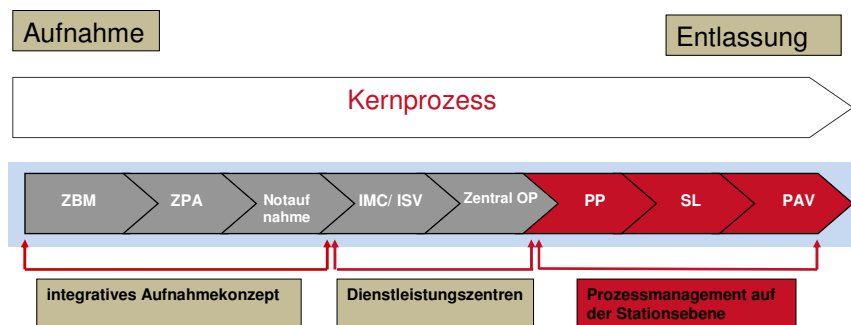 Aufnahme
Entlassung
Kernprozess
ZBM
ZPA
Notauf
nahme
IMC/ ISV
Zentral OP
PP
SL
PAV
integratives Aufnahmekonzept
Dienstleistungszentren
Prozessmanagement auf
der Stationsebene